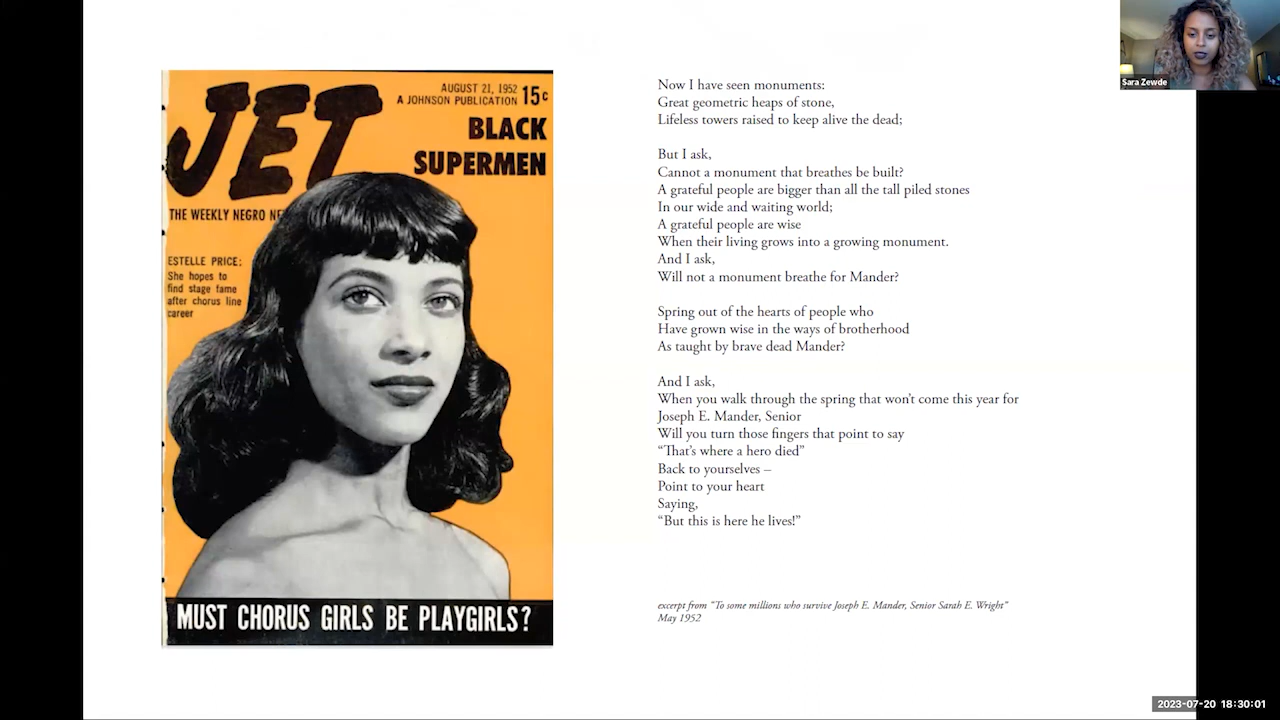 JET
AUGUST 21, 1952
A JOHNSON PUBLICATION 15c
BLACK
SUPERMEN
THE WEEKLY NEGRO NE
ESTELLE PRICE:
She hopes to
find stage fame
after chorus line
career
MUST CHORUS GIRLS BE PLAYGIRLS?
Now I have seen monuments:
Great geometric heaps of stone,
Lifeless towers raised to keep alive the dead;
But I ask,
Cannot a monument that breathes be built?
A grateful people are bigger than all the tall piled stones
In our wide and waiting world;
A grateful people are wise
When their living grows into a growing monument.
And I ask,
Will not a monument breathe for Mander?
Spring out of the hearts of people who
Have grown wise in the ways of brotherhood
As taught by brave dead Mander?
And I ask,
When you walk through the spring that won't come this year for
Joseph E. Mander, Senior
Will you turn those fingers that point to say
“That's where a hero died”
Back to yourselves –
Point to your heart
Saying,
“But this is here he lives!”
excerpt from “To some millions who survive Joseph E. Mander, Senior Sarah E. Wright”
May 1952
Sara Zewde
2023-07-20 18:30:01